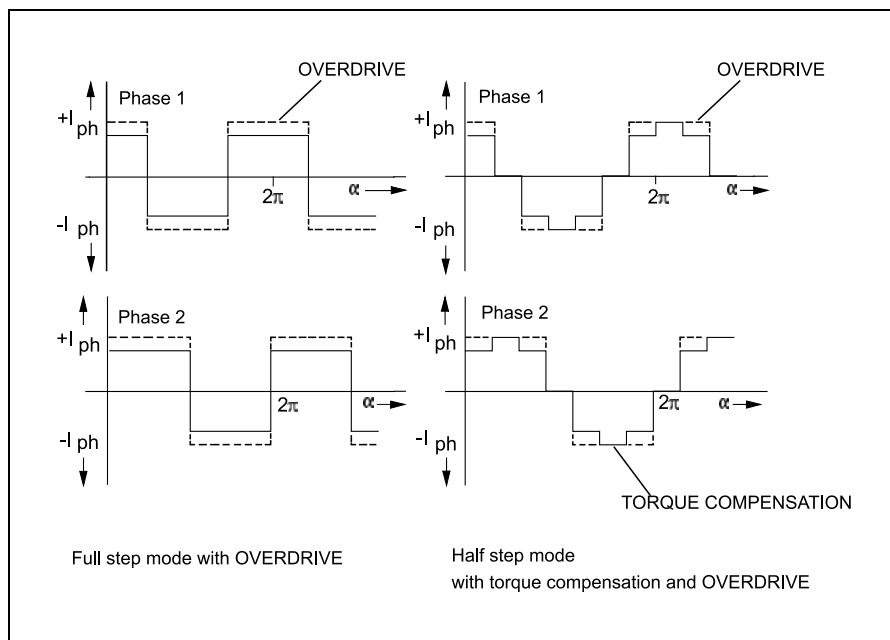 OVERDRIVE
OVERDRIVE
Phase 1
+I ph
2π
α
-I ph
Phase 1
+I ph
2π
α
-I ph
Phase 2
+I ph
2π
α
-I ph
Phase 2
+I ph
2π
α
-I ph
TORQUE COMPENSATION
Full step mode with OVERDRIVE
Half step mode
with torque compensation and OVERDRIVE